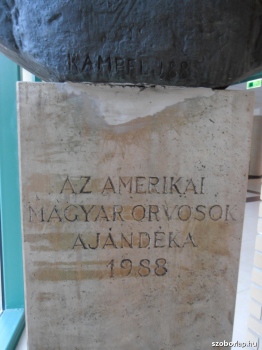 AZ AMERIKAI
MAGYAR ORVOSOK
AJÁNDÉKA
1988
szoborlap.hu